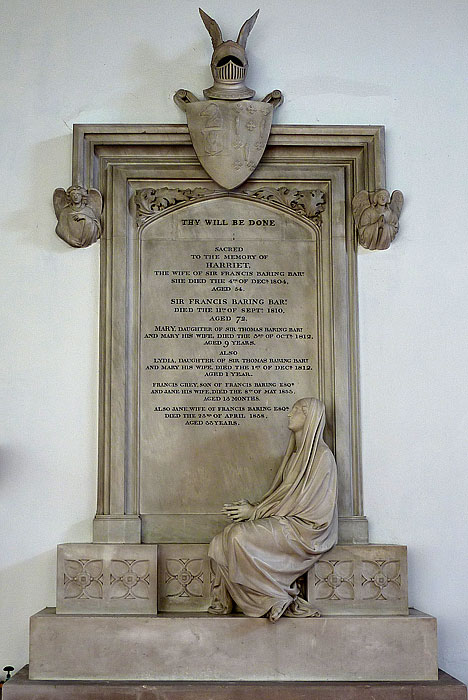 THY WILL BE DONE
SACRED
TO THE MEMORY OF
HARRIET,
THE WIFE OF SIR FRANCIS BARING BART
SHE DIED THE 4TH OF DECR 1804,
AGED 54.
SIR FRANCIS BARING BART
DIED THE 11TH OF SEPTR 1810,
AGED 72.
MARY, DAUGHTER OF SIR THOMAS BARING BART
AND MARY HIS WIFE, DIED THE 5TH OF OCTR 1812,
AGED 9 YEARS.
ALSO
LYDIA, DAUGHTER OF SIR THOMAS BARING BART
AND MARY HIS WIFE, DIED THE 1ST OF DECR 1812,
AGED 1 YEAR.
FRANCIS GREY, SON OF FRANCIS BARING ESQR
AND JANE HIS WIFE, DIED THE 8TH OF MAY 1835,
AGED 15 MONTHS.
ALSO JANE WIFE OF FRANCIS BARING ESQR
DIED THE 23RD OF APRIL 1838,
AGED 33 YEARS.